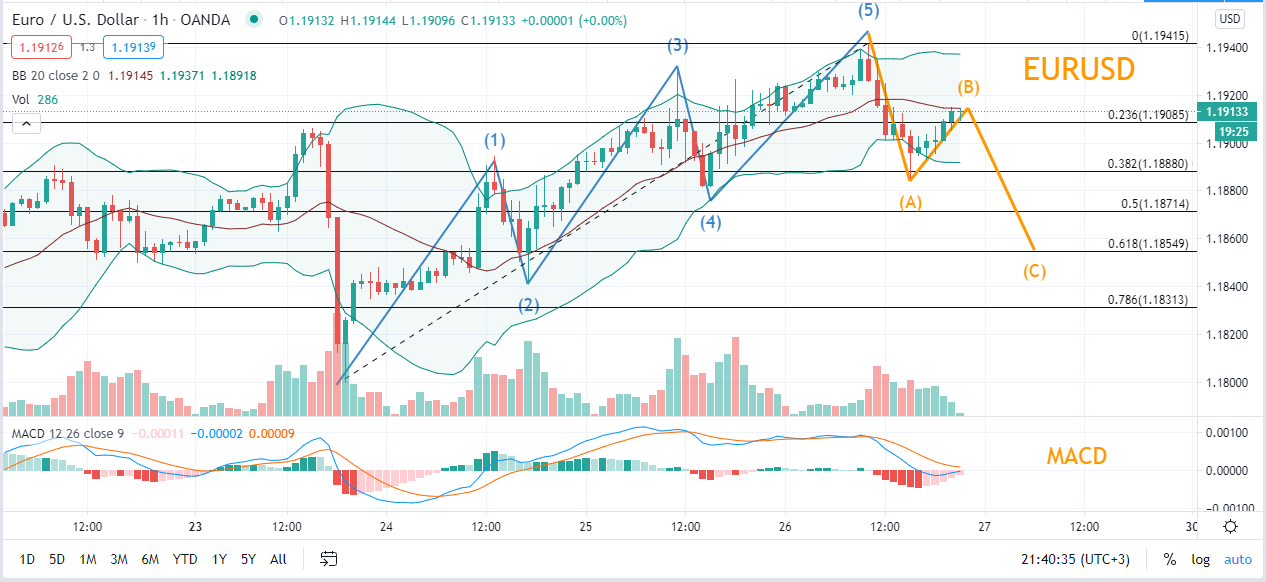 Euro / U.S. Dollar · 1h · OANDA O1.19132 H1.19144 L1.19096 C1.19133 +0.00001 (+0.00%)
1.19126 1.3 1.19139
BB 20 close 2 0 1.19145 1.19371 1.18918
Vol 286
USD
(5)
(3)
(1)
(2)
(4)
EURUSD
(B)
(A)
(C)
0(1.19415)
0.236(1.19085)
0.382(1.18880)
0.5(1.18714)
0.618(1.18549)
0.786(1.18313)
1.19400
1.19200
1.19133
19:25
1.19000
1.18800
1.18600
1.18400
1.18200
1.18000
MACD 12 26 close 9 −0.00011 −0.00002 0.00009
MACD
0.00100
0.00000
−0.00100
12:00 23 12:00 24 12:00 25 12:00 26 12:00 27 12:00 30
1D 5D 1M 3M 6M YTD 1Y 5Y All 21:40:35 (UTC+3) % log auto